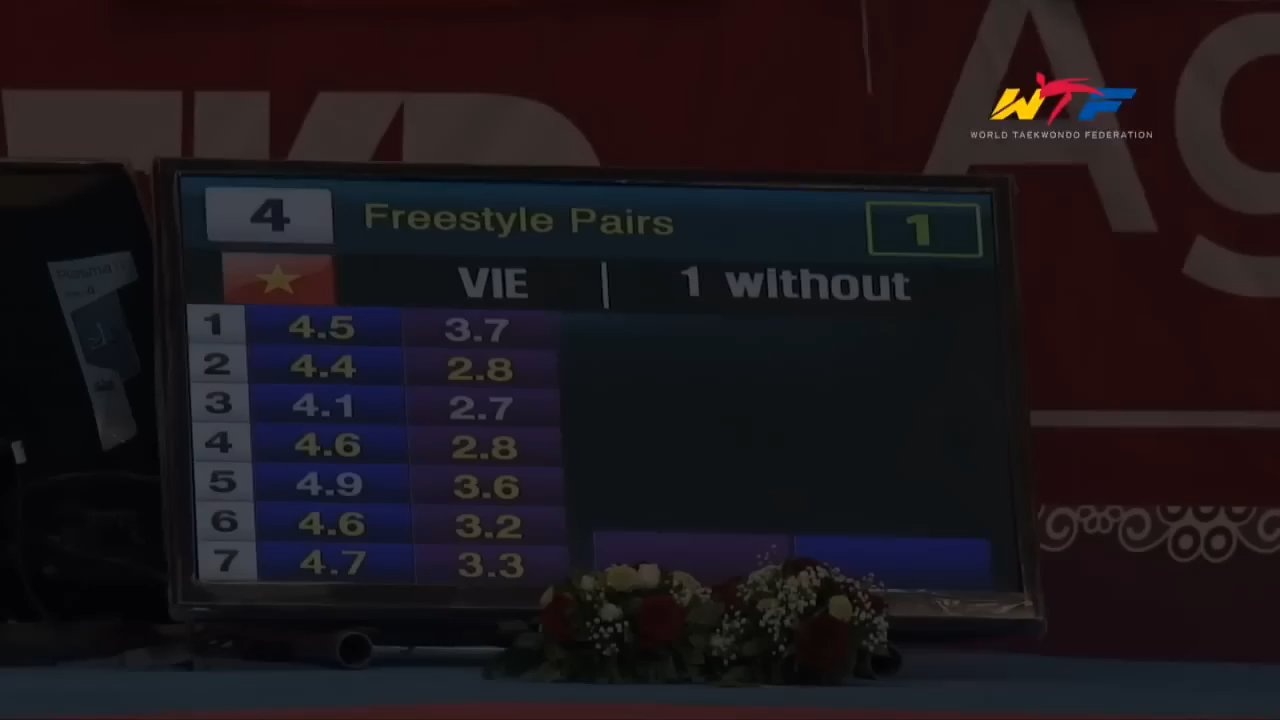 WTF
WORLD TAEKWONDO FEDERATION
Ag
4 Freestyle Pairs 1
VIE | 1 without
1 4.5 3.7
2 4.4 2.8
3 4.1 2.7
4 4.6 2.8
5 4.9 3.6
6 4.6 3.2
7 4.7 3.3